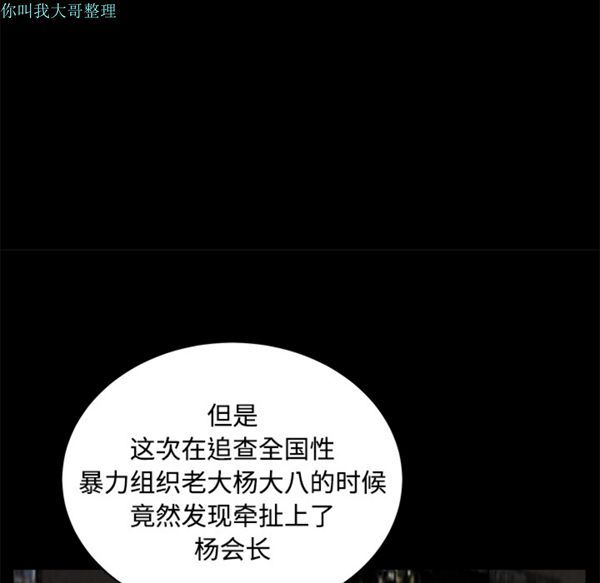 你叫我大哥整理
但是
这次在追查全国性
暴力组织老大杨大八的时候
竟然发现牵扯上了
杨会长